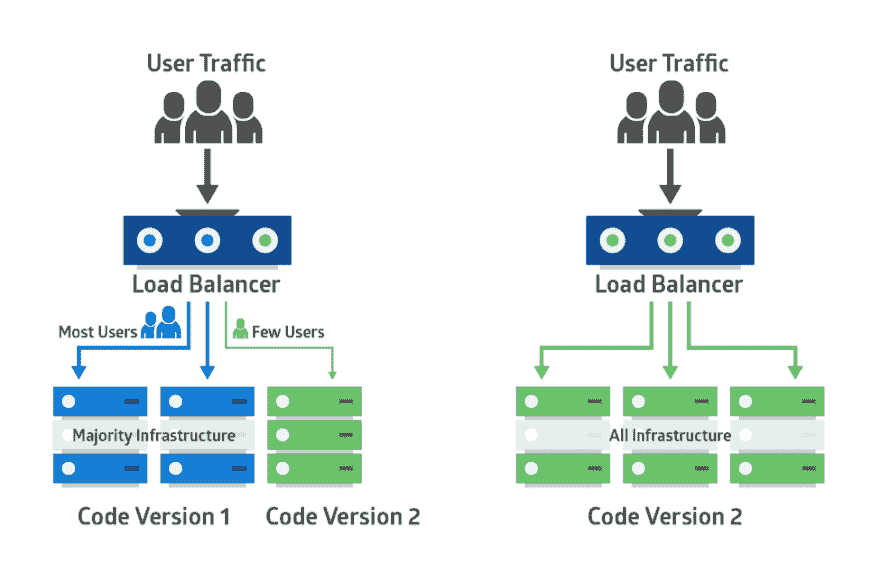 User Traffic
Load Balancer
Most Users
Few Users
Majority Infrastructure
Code Version 1
Code Version 2
User Traffic
Load Balancer
All Infrastructure
Code Version 2